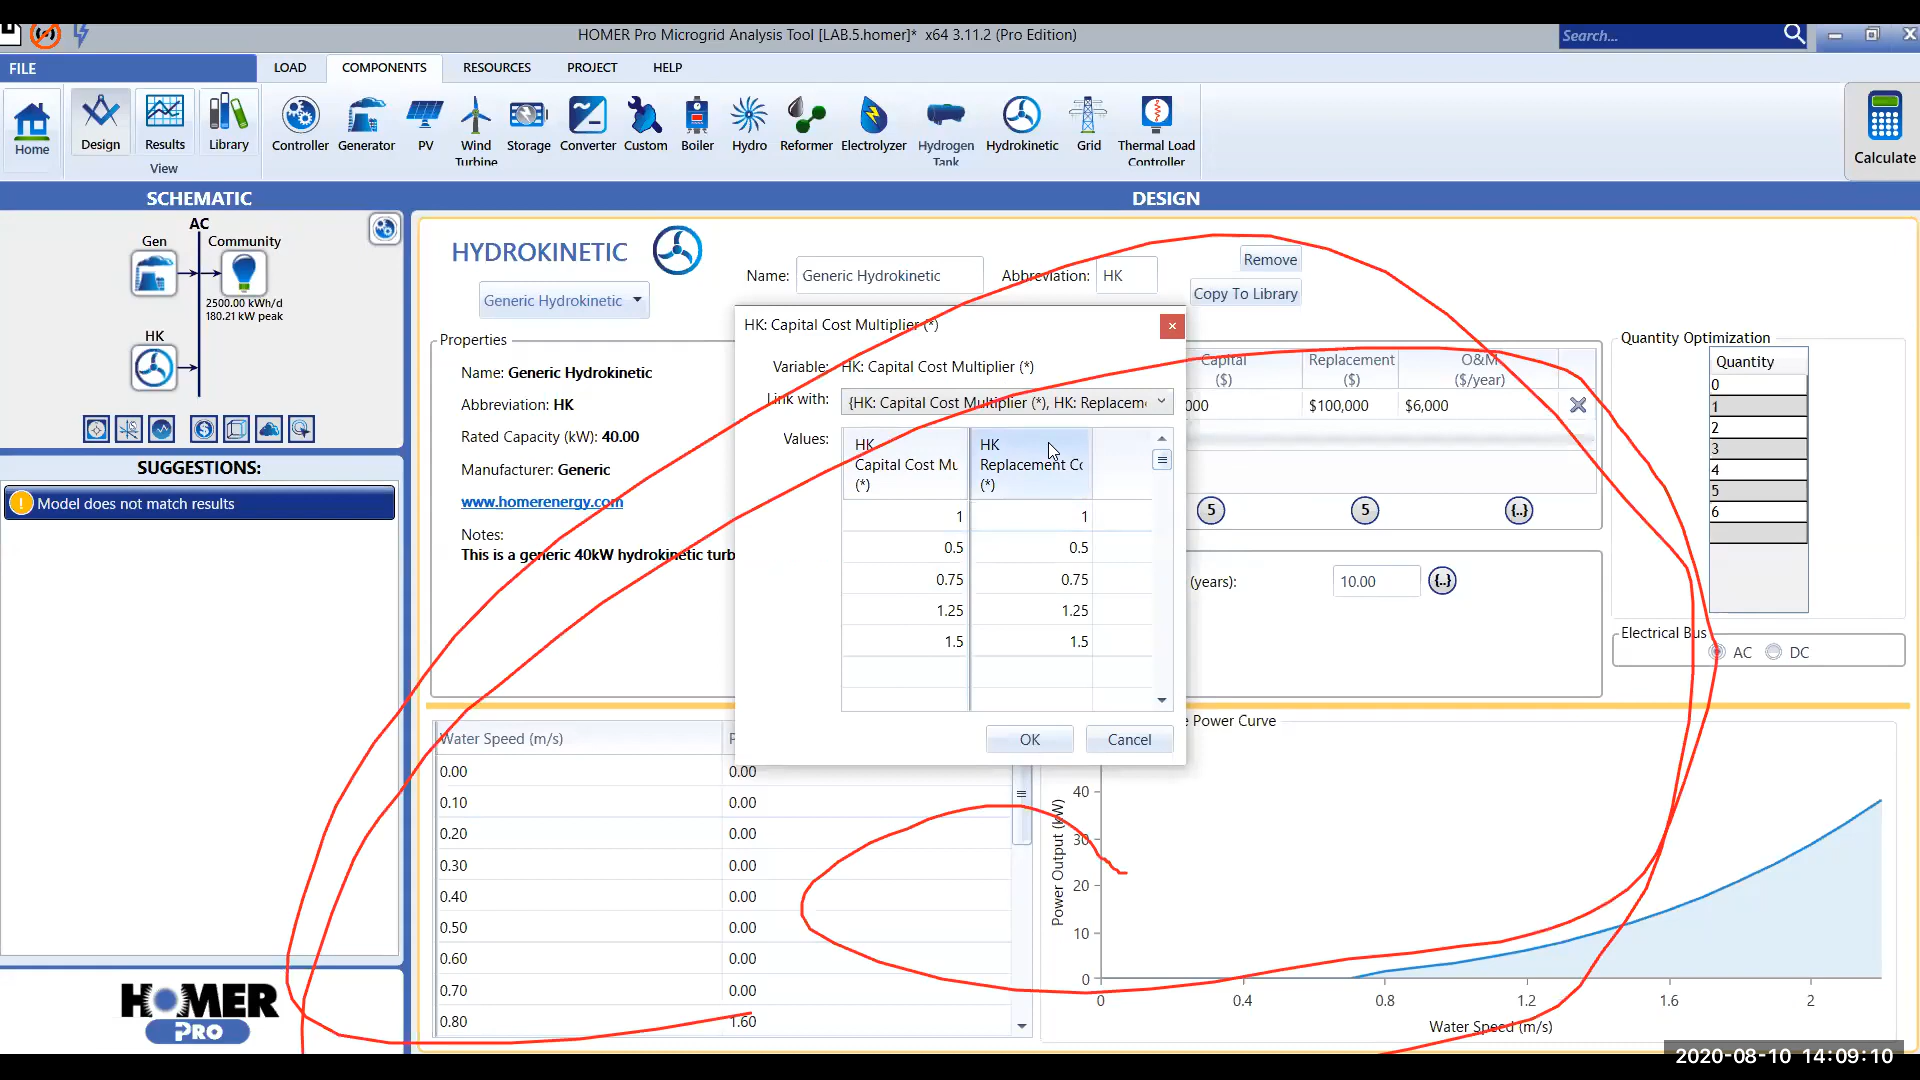 HOMER Pro Microgrid Analysis Tool [LAB.5.homer]* x64 3.11.2 (Pro Edition)
Search...
FILE
LOAD
COMPONENTS
RESOURCES
PROJECT
HELP
Home
Design
Results
Library
View
Controller
Generator
PV
Wind Turbine
Storage
Converter
Custom
Boiler
Hydro
Reformer
Electrolyzer
Hydrogen Tank
Hydrokinetic
Grid
Thermal Load Controller
Calculate
SCHEMATIC
AC
Gen
Community
2500.00 kWh/d
180.21 kW peak
HK
SUGGESTIONS:
Model does not match results
HOMER
PRO
DESIGN
HYDROKINETIC
Generic Hydrokinetic
Name: Generic Hydrokinetic
Abbreviation: HK
Remove
Copy To Library
Properties
Name: Generic Hydrokinetic
Abbreviation: HK
Rated Capacity (kW): 40.00
Manufacturer: Generic
www.homerenergy.com
Notes:
This is a generic 40kW hydrokinetic turb
HK: Capital Cost Multiplier (*)
Variable: HK: Capital Cost Multiplier (*)
Link with: {HK: Capital Cost Multiplier (*), HK: Replacem
Values:
HK Capital Cost Mu (*)
HK Replacement Co (*)
1 1
0.5 0.5
0.75 0.75
1.25 1.25
1.5 1.5
OK
Cancel
Capital ($)
Replacement ($)
O&M ($/year)
000 $100,000 $6,000
5
5
{..}
(years): 10.00 {..}
Quantity Optimization
Quantity
0
1
2
3
4
5
6
Electrical Bus
AC DC
Water Speed (m/s) P
0.00 0.00
0.10 0.00
0.20 0.00
0.30 0.00
0.40 0.00
0.50 0.00
0.60 0.00
0.70 0.00
0.80 1.60
e Power Curve
Power Output (kW)
40
30
20
10
0
0 0.4 0.8 1.2 1.6 2
Water Speed (m/s)
2020-08-10 14:09:10